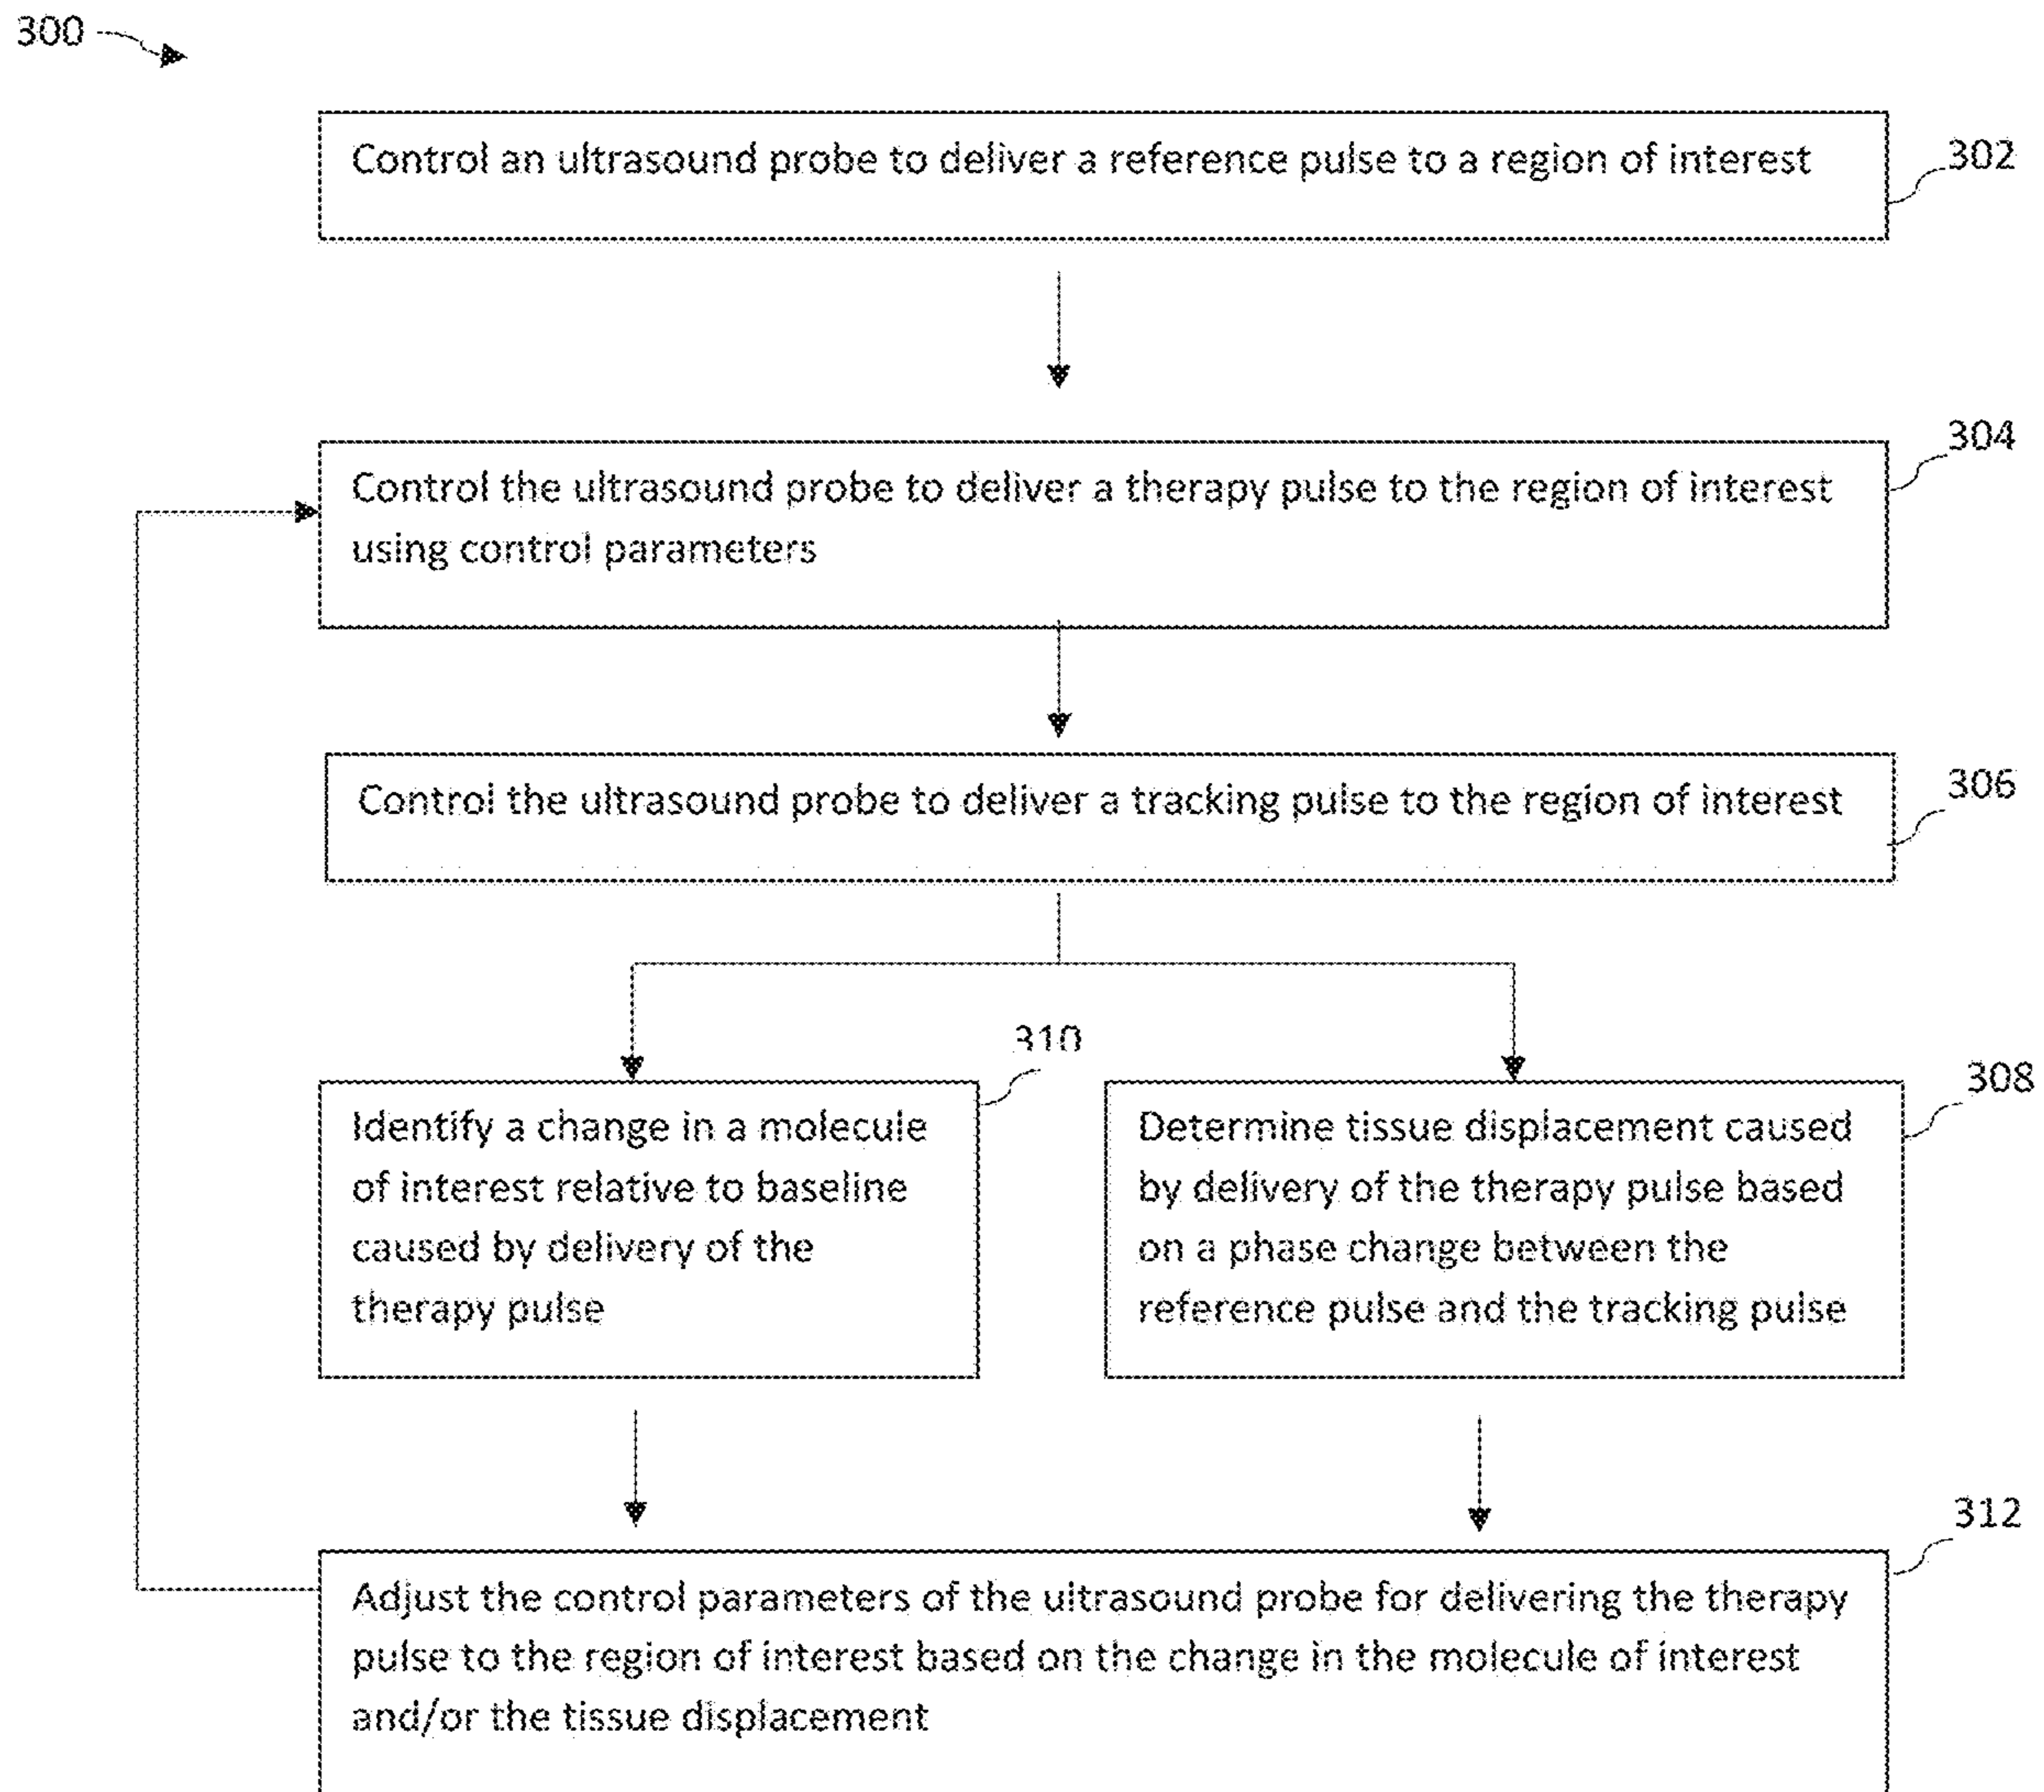 300
Control an ultrasound probe to deliver a reference pulse to a region of interest
302
304
Control the ultrasound probe to deliver a therapy pulse to the region of interest
using control parameters
306
Control the ultrasound probe to deliver a tracking pulse to the region of interest
310
308
Identify a change in a molecule
of interest relative to baseline
caused by delivery of the
therapy pulse
Determine tissue displacement caused
by delivery of the therapy pulse based
on a phase change between the
reference pulse and the tracking pulse
312
Adjust the control parameters of the ultrasound probe for delivering the therapy
pulse to the region of interest based on the change in the molecule of interest
and/or the tissue displacement